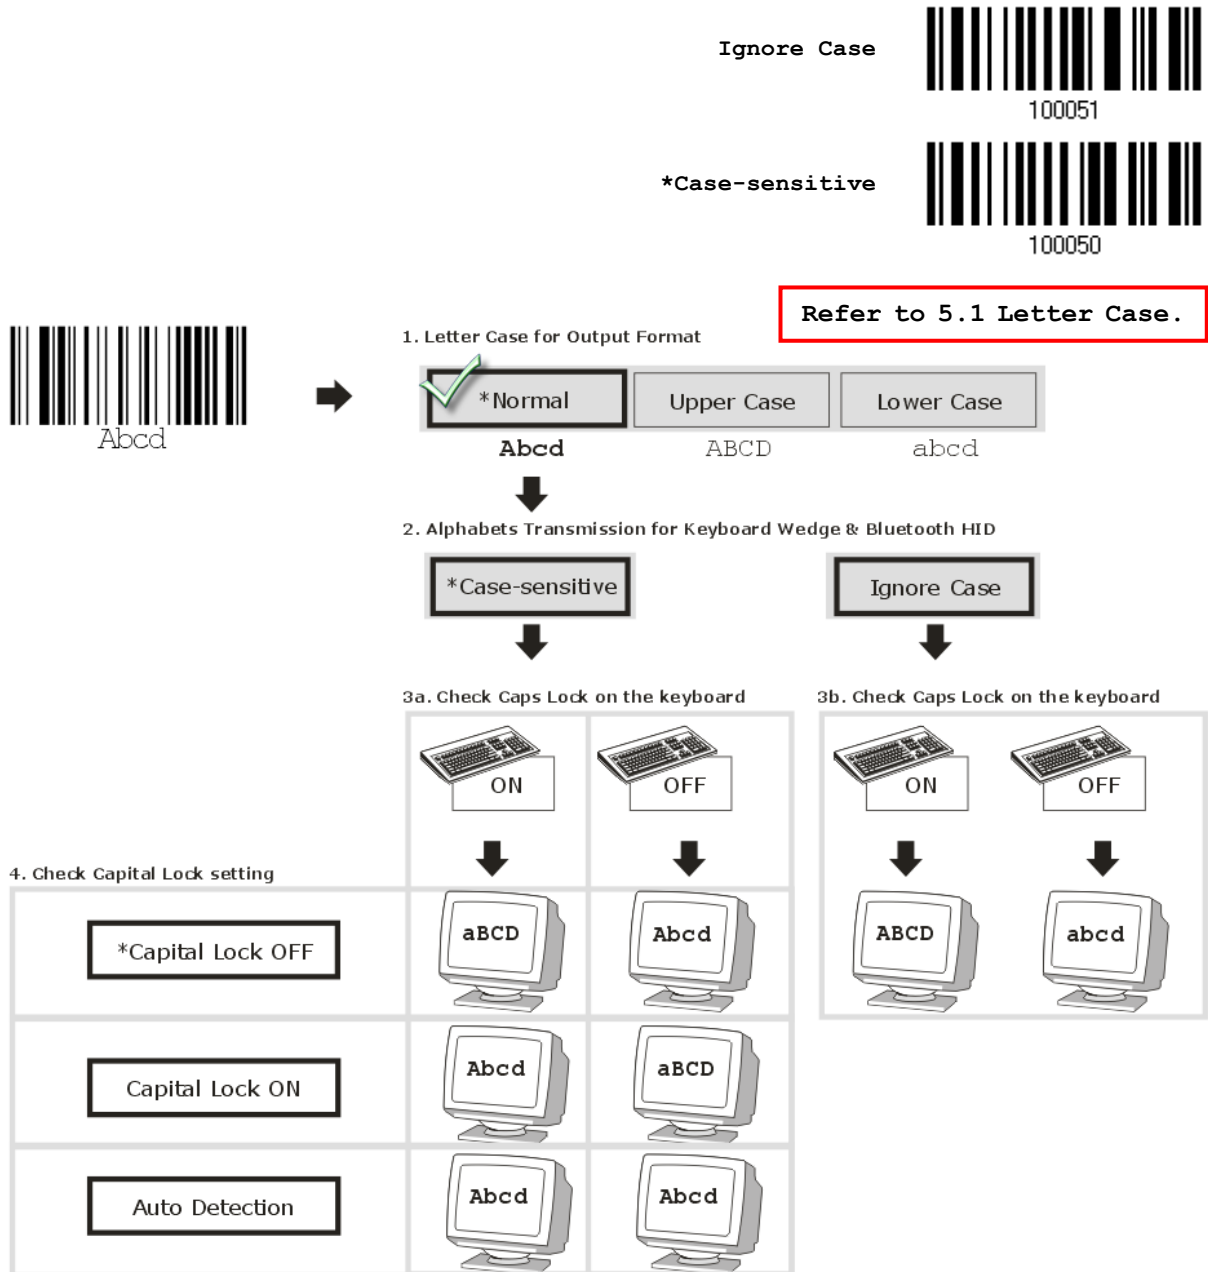 Ignore Case
100051
*Case-sensitive
100050
Refer to 5.1 Letter Case.
Abcd
1. Letter Case for Output Format
*Normal Upper Case Lower Case
Abcd ABCD abcd
2. Alphabets Transmission for Keyboard Wedge & Bluetooth HID
*Case-sensitive Ignore Case
3a. Check Caps Lock on the keyboard 3b. Check Caps Lock on the keyboard
ON OFF ON OFF
4. Check Capital Lock setting
*Capital Lock OFF aBCD Abcd ABCD abcd
Capital Lock ON Abcd aBCD
Auto Detection Abcd Abcd